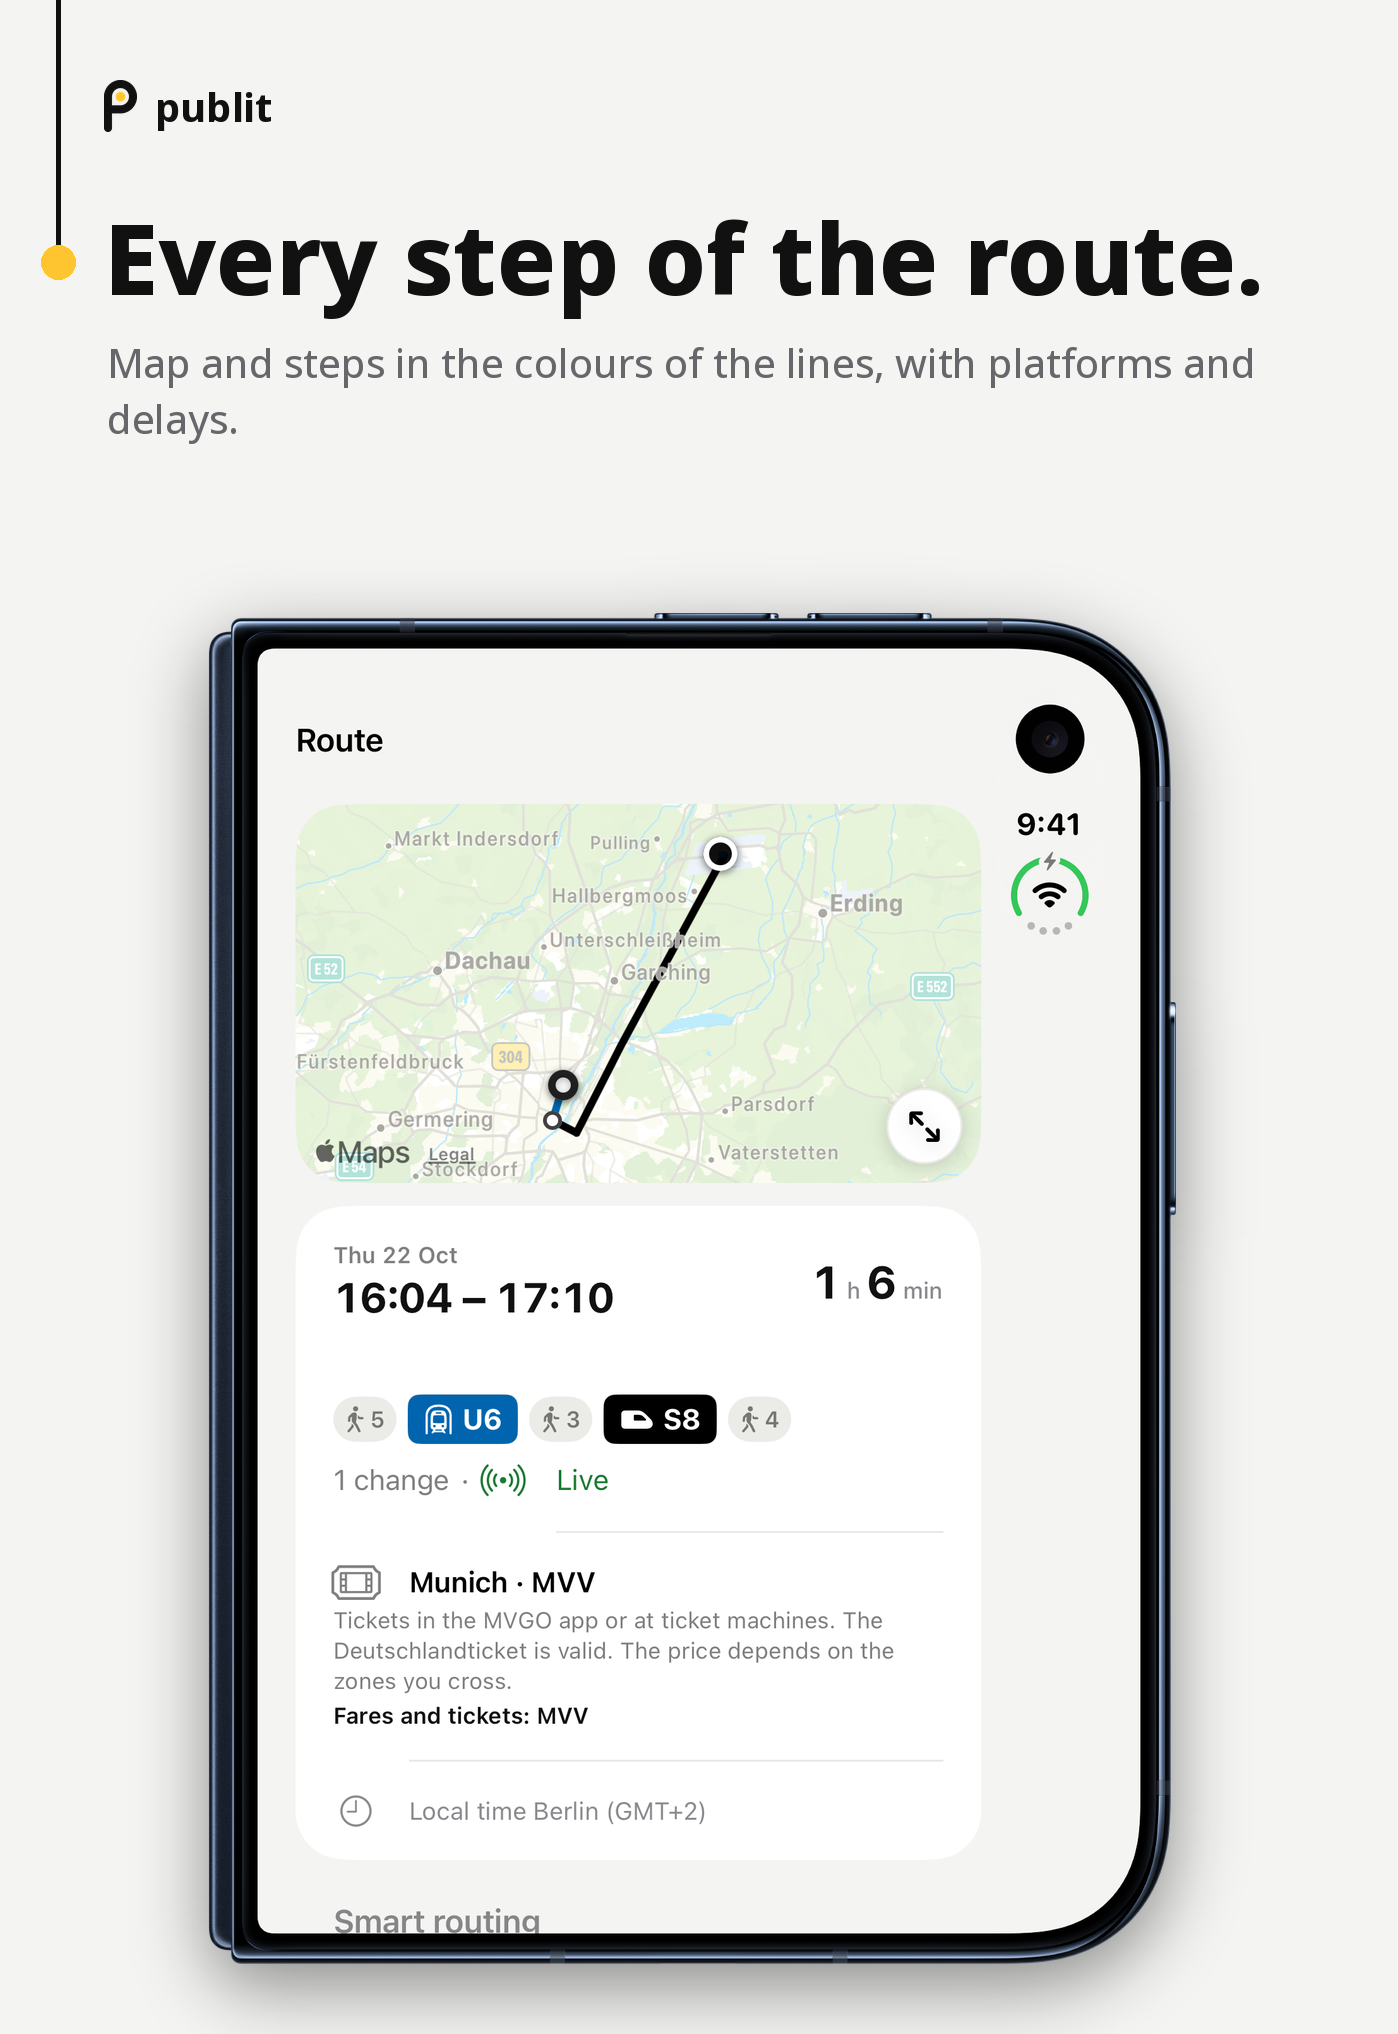 publit
Every step of the route.
Map and steps in the colours of the lines, with platforms and
delays.
Route
9:41
Markt Indersdorf
Pulling
Hallbergmoos
Erding
Unterschleißheim
Dachau
Garching
E 52
E 552
Fürstenfeldbruck
304
Parsdorf
Germering
Maps
Legal
Vaterstetten
E 54
Stockdorf
Thu 22 Oct
16:04 – 17:10
1 h 6 min
5 U6 3 S8 4
1 change · Live
Munich · MVV
Tickets in the MVGO app or at ticket machines. The
Deutschlandticket is valid. The price depends on the
zones you cross.
Fares and tickets: MVV
Local time Berlin (GMT+2)
Smart routing